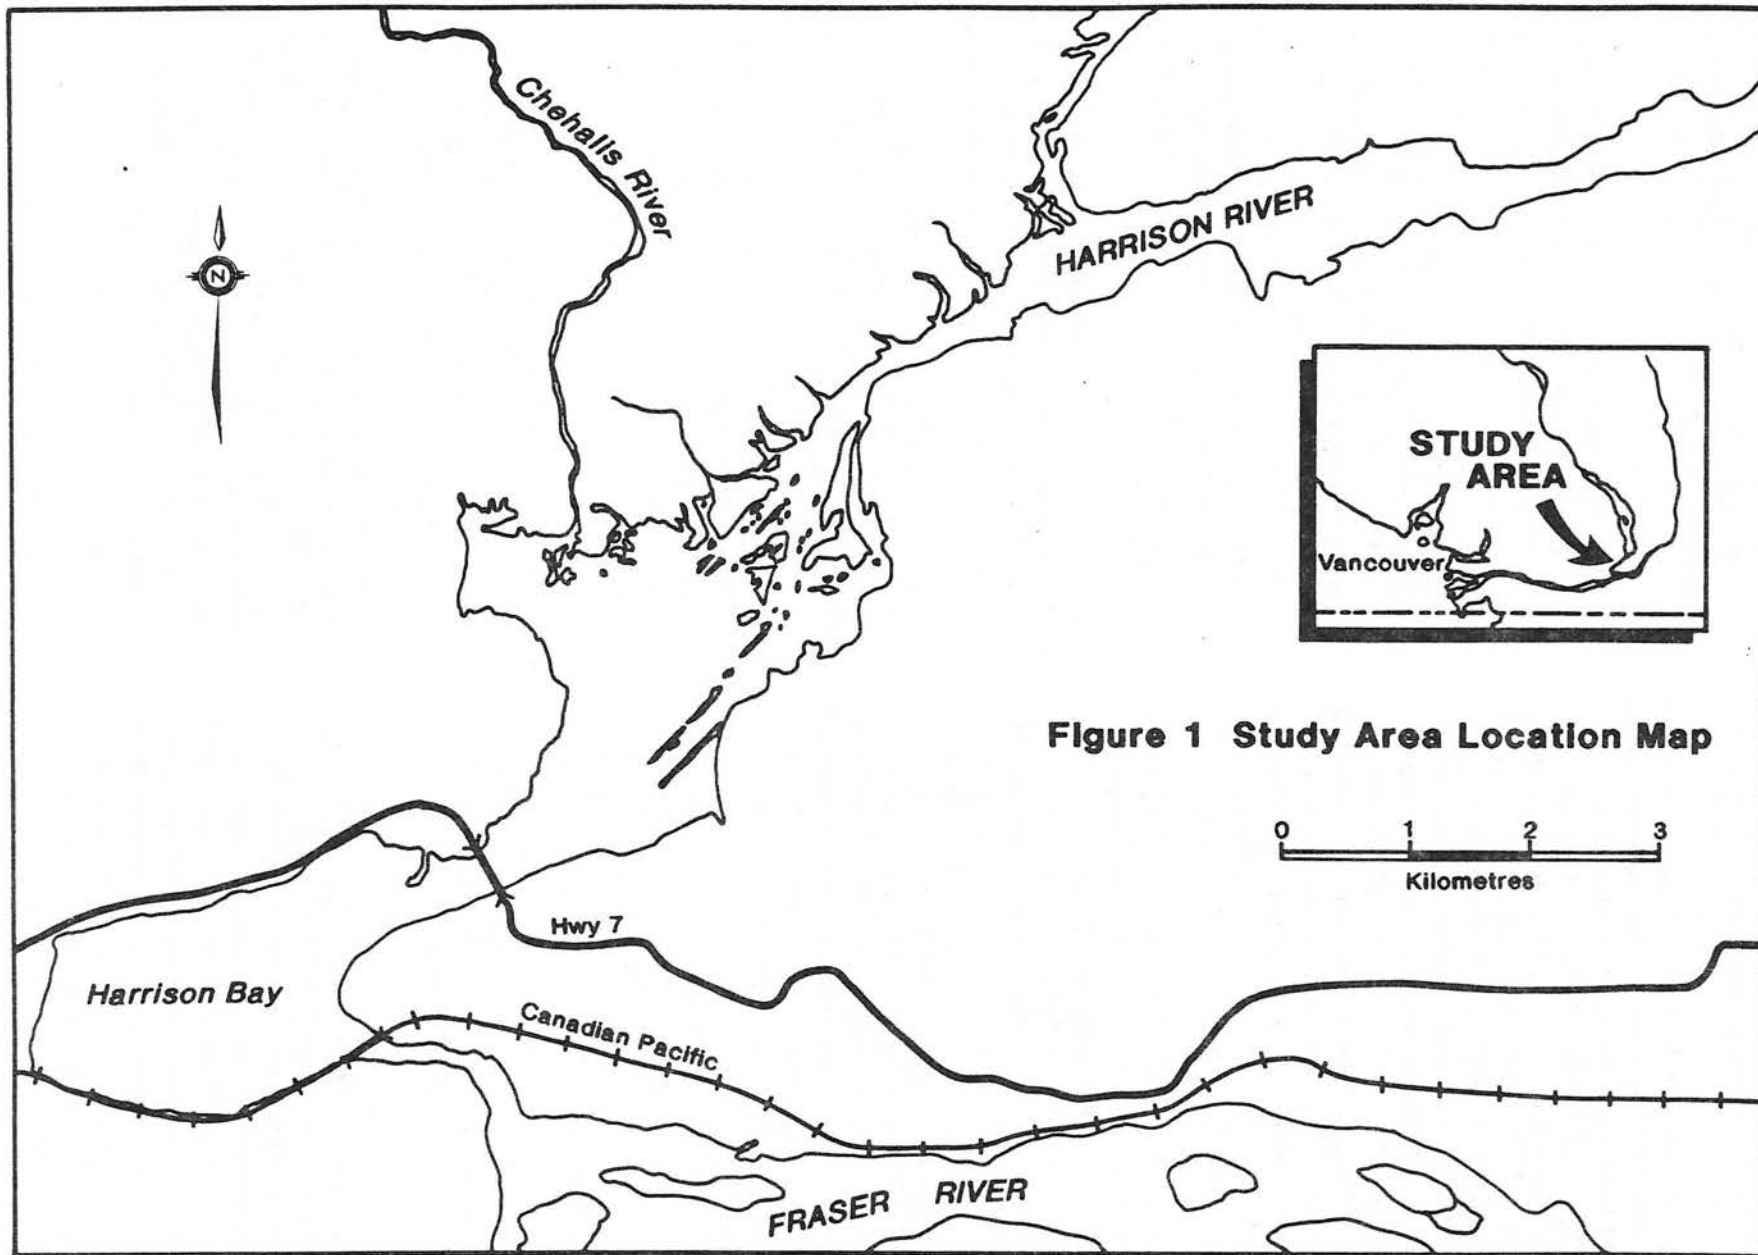 Chehalis River
N
HARRISON RIVER
STUDY
AREA
Vancouver
Figure 1 Study Area Location Map
0 1 2 3
Kilometres
Hwy 7
Harrison Bay
Canadian Pacific
FRASER RIVER